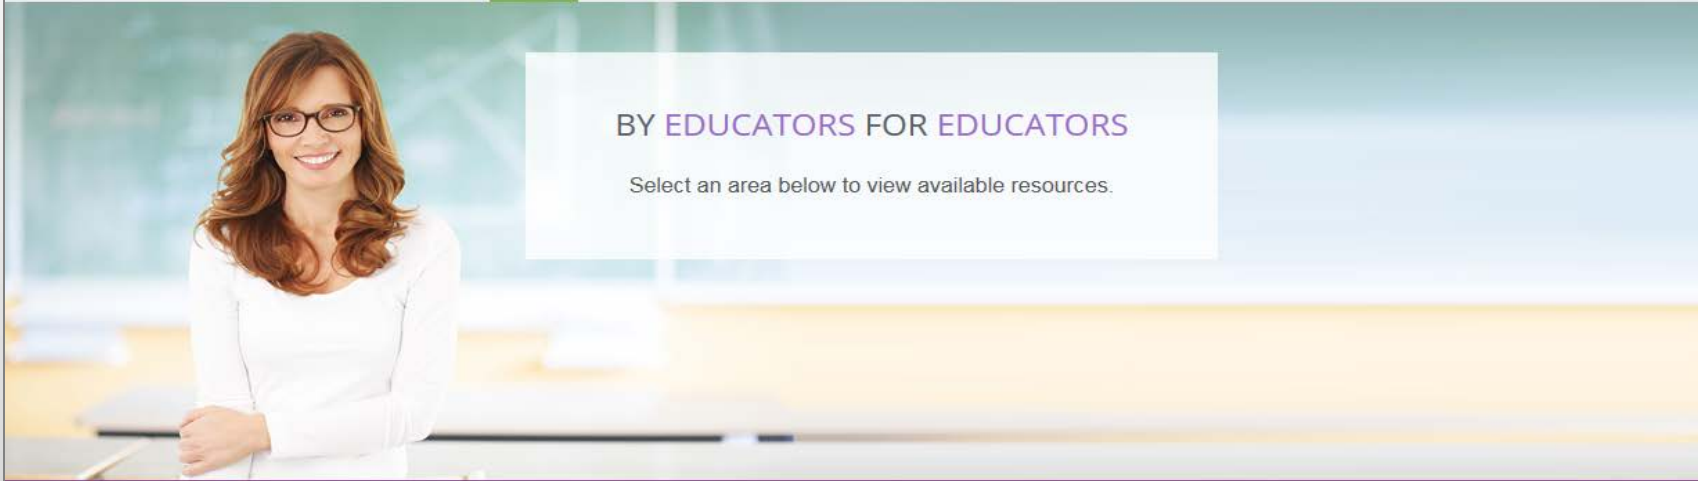 BY EDUCATORS FOR EDUCATORS
Select an area below to view available resources.